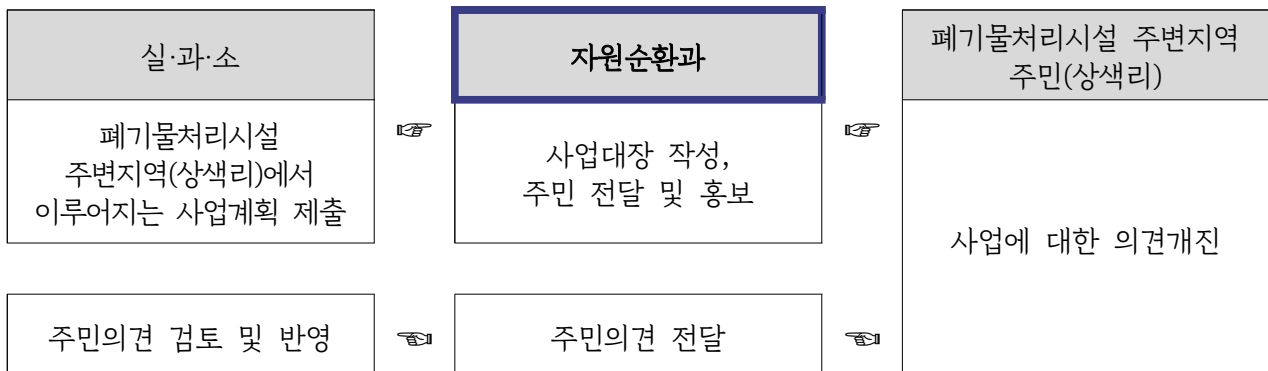 실·과·소
폐기물처리시설
주변지역(상색리)에서
이루어지는 사업계획 제출
☞
자원순환과
사업대장 작성,
주민 전달 및 홍보
☞
폐기물처리시설 주변지역
주민(상색리)
사업에 대한 의견개진
주민의견 검토 및 반영
☜
주민의견 전달
☜